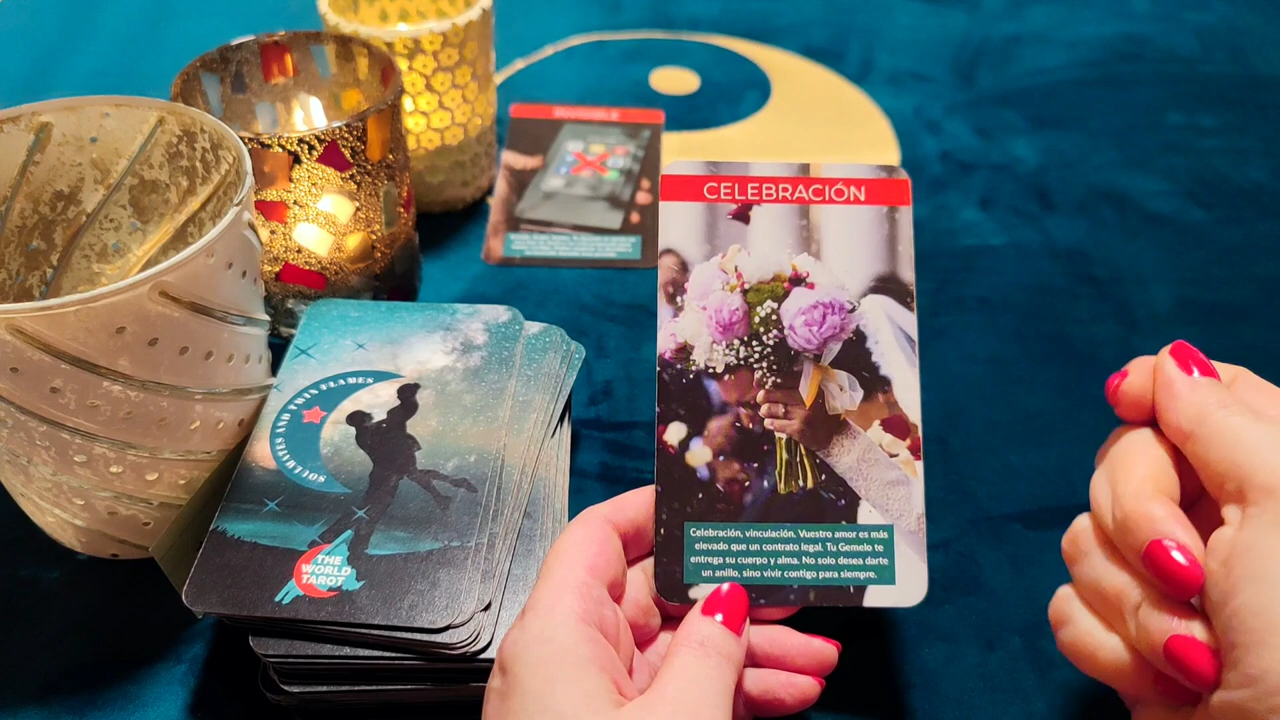 INVISIBLE
CELEBRACIÓN
Celebración, vinculación. Vuestro amor es más
elevado que un contrato legal. Tu Gemelo te
entrega su cuerpo y alma. No solo desea darte
un anillo, sino vivir contigo para siempre.
SOULMATES AND TWIN FLAMES
THE
WORLD
TAROT